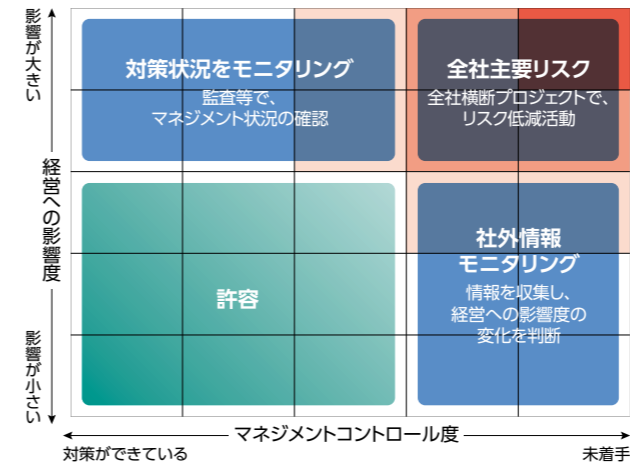 影響が大きい
経営への影響度
影響が小さい
対策状況をモニタリング
監査等で、
マネジメント状況の確認
全社主要リスク
全社横断プロジェクトで、
リスク低減活動
許容
社外情報
モニタリング
情報を収集し、
経営への影響度の
変化を判断
マネジメントコントロール度
対策ができている
未着手